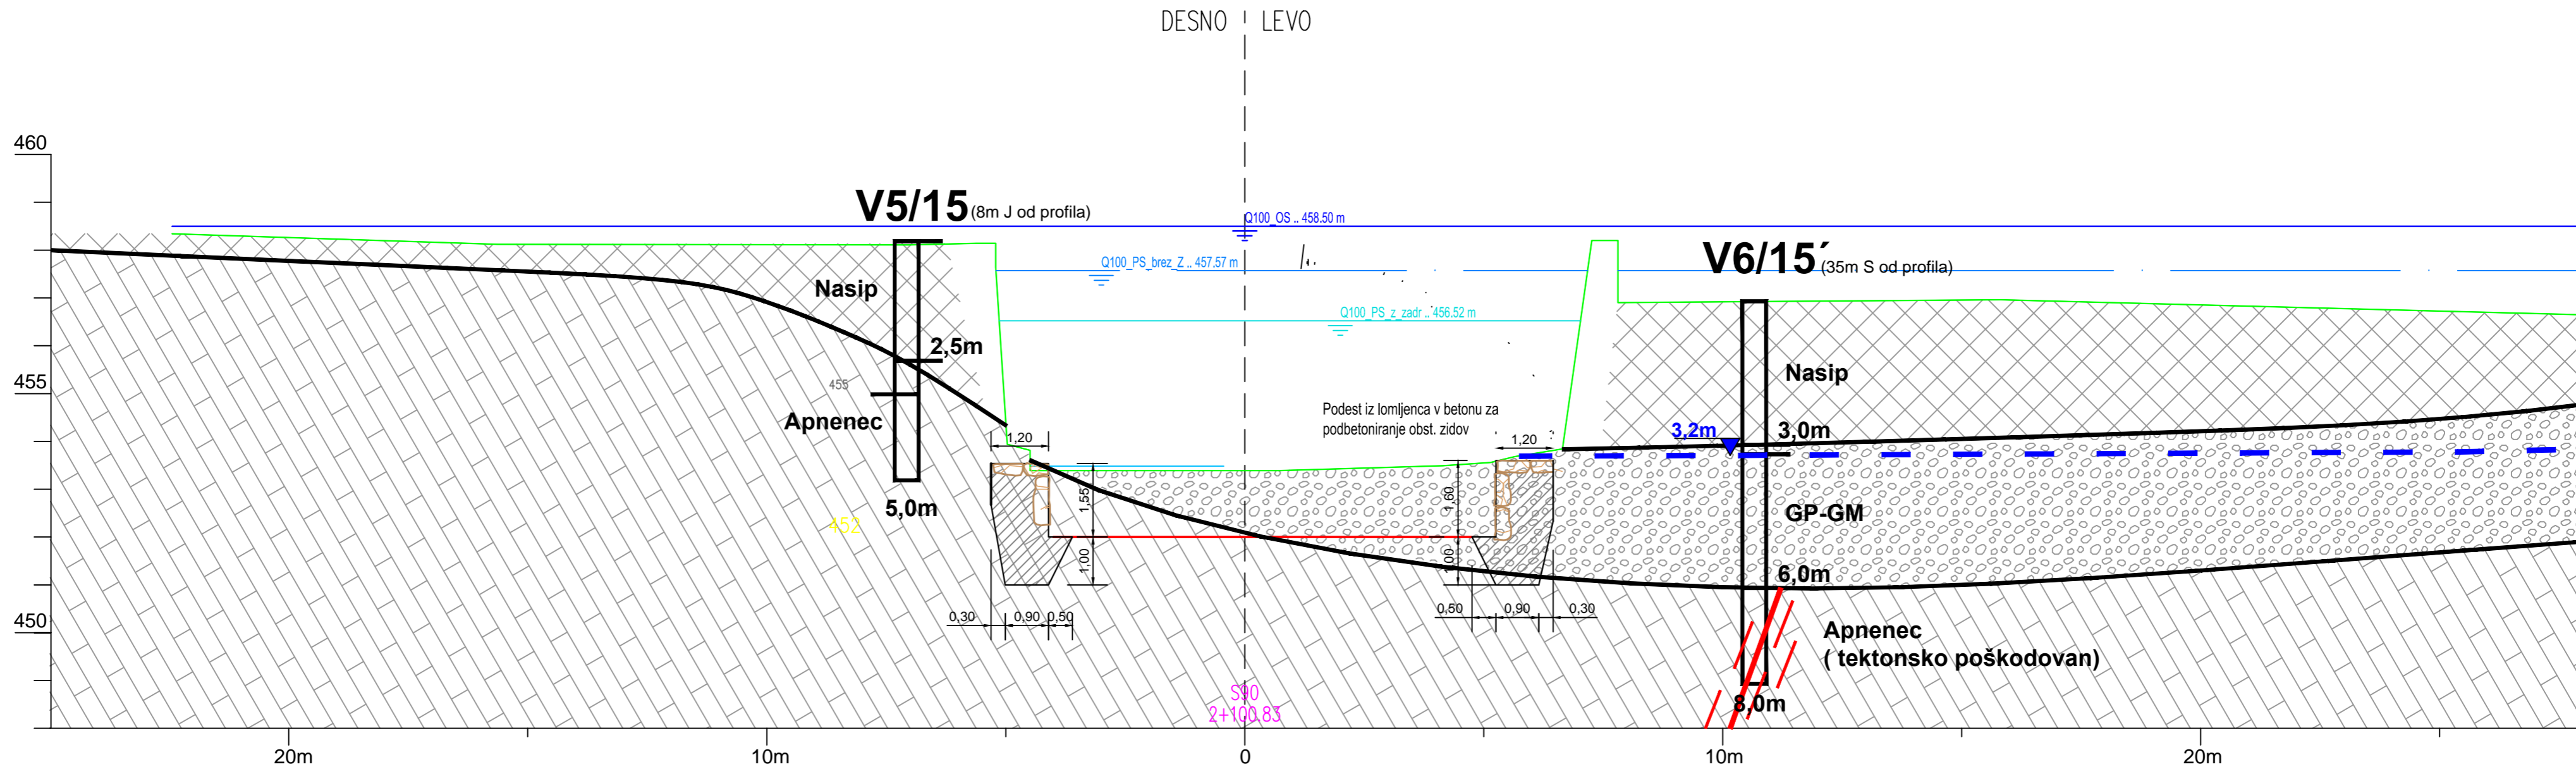 DESNO LEVO
460
V5/15 (8m J od profila)
Q100_OS .. 458.50 m
Q100_PS_brez_Z .. 457.57 m
V6/15´ (35m S od profila)
Nasip
Q100_PS_z_zadr .. 456.52 m
2,5m
Nasip
455
455
Apnenec
Podest iz lomljenca v betonu za
podbetoniranje obst. zidov
1,20
1,20
3,2m
3,0m
5,0m
452
1,55
1,60
GP-GM
1,00
1,00
6,0m
0,30 0,90 0,50
0,50 0,90 0,30
450
Apnenec
( tektonsko poškodovan)
S90
2+100.83
8,0m
20m 10m 0 10m 20m